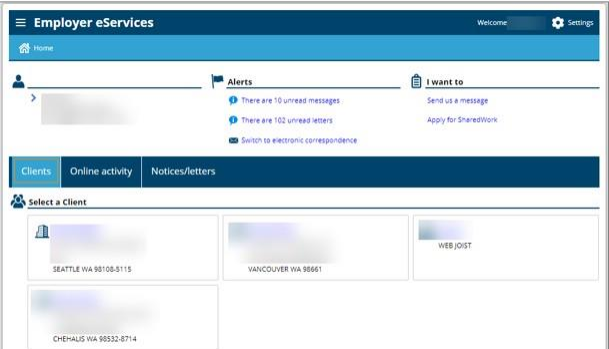 Employer eServices
Welcome
Settings
Home
Alerts
There are 10 unread messages
There are 102 unread letters
Switch to electronic correspondence
I want to
Send us a message
Apply for SharedWork
Clients
Online activity
Notices/letters
Select a Client
SEATTLE WA 98108-5115
VANCOUVER WA 98661
WEB JOIST
CHEHALIS WA 98532-8714